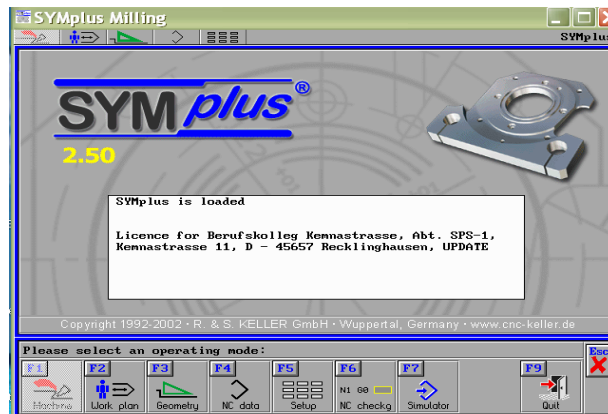 SYMplus Milling
SYMplus
SYM plus®
2.50
SYMplus is loaded
Licence for Berufskolleg Kemnastrasse, Abt. SPS-1,
Kemnastrasse 11, D - 45657 Recklinghausen, UPDATE
Copyright 1992-2002 · R. & S. KELLER GmbH · Wuppertal, Germany · www.cnc-keller.de
Please select an operating mode:
Esc
F1 F2 F3 F4 F5 F6 F7 F9
N1 G0
Machine Work plan Geometry NC data Setup NC checkg Simulator Quit